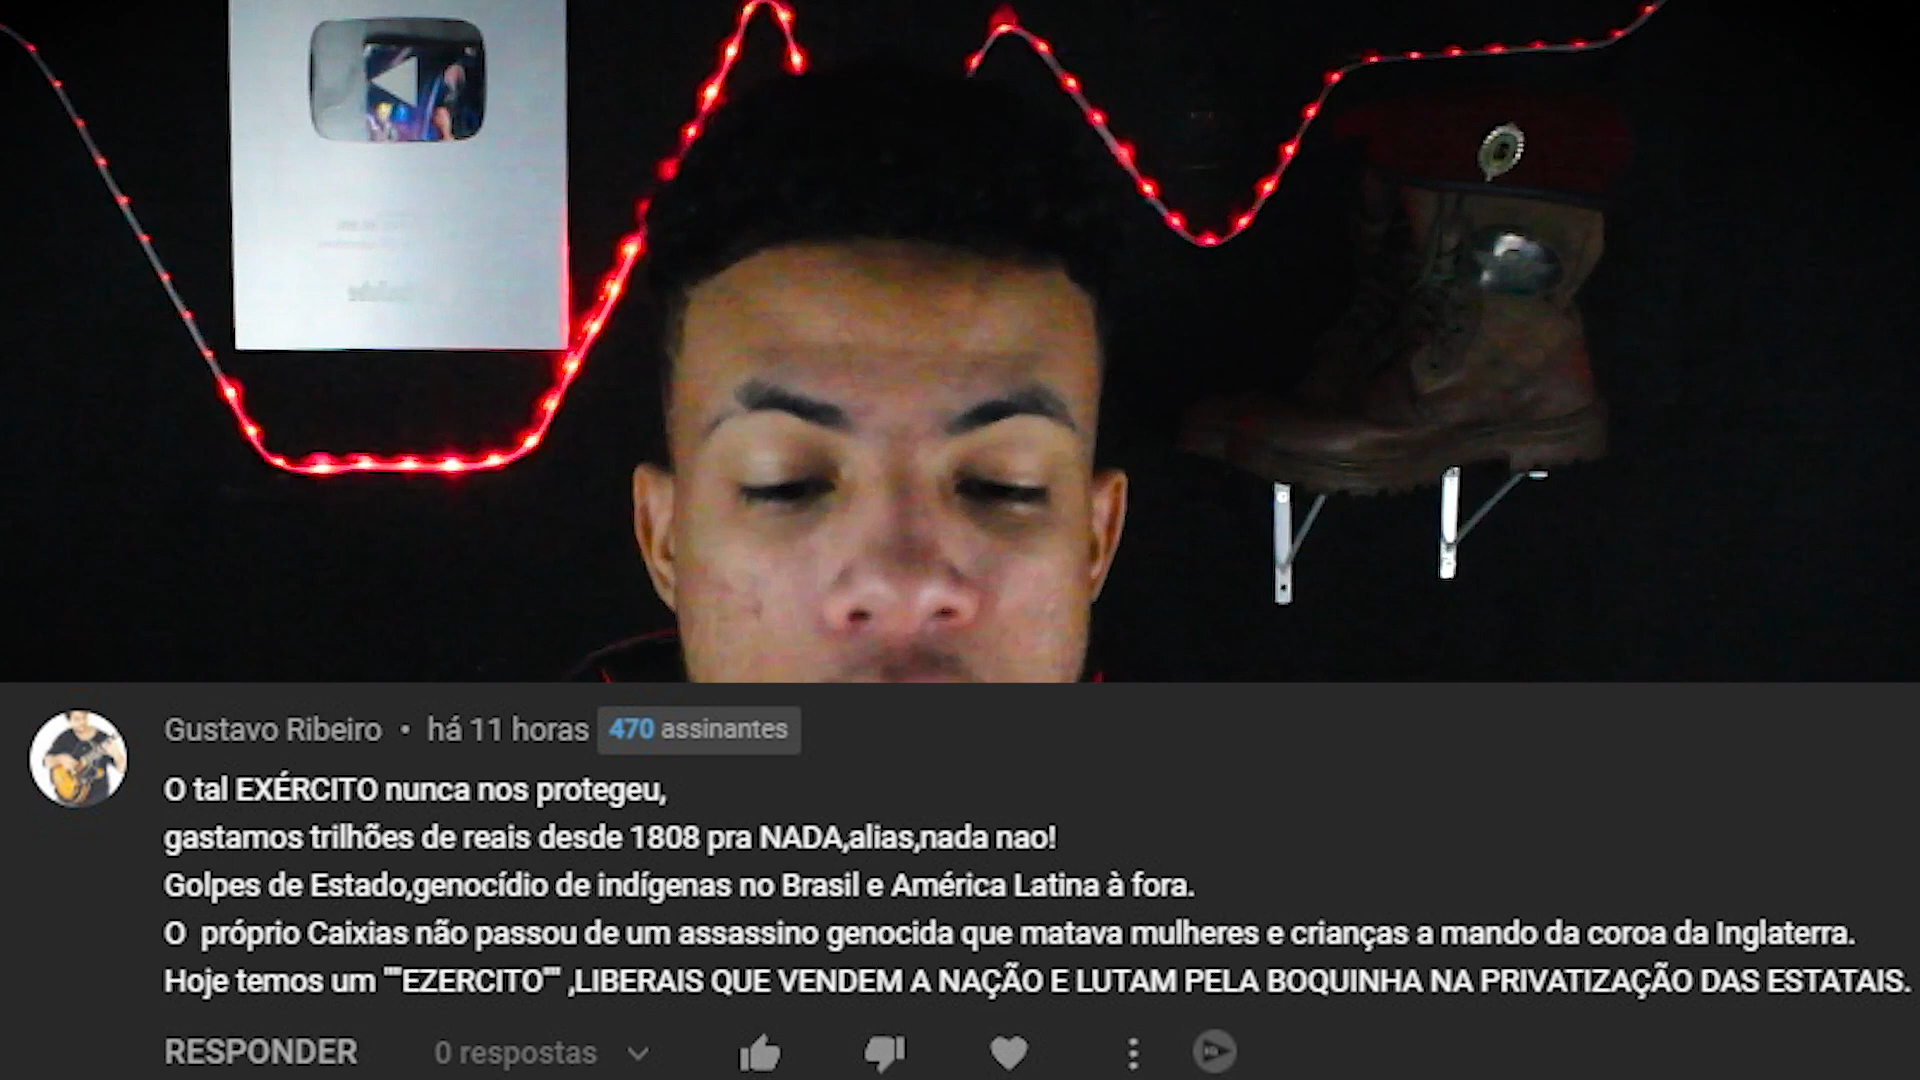 Gustavo Ribeiro • há 11 horas 470 assinantes
O tal EXÉRCITO nunca nos protegeu,
gastamos trilhões de reais desde 1808 pra NADA,alias,nada nao!
Golpes de Estado,genocídio de indígenas no Brasil e América Latina à fora.
O próprio Caixias não passou de um assassino genocida que matava mulheres e crianças a mando da coroa da Inglaterra.
Hoje temos um """EZERCITO"" ,LIBERAIS QUE VENDEM A NAÇÃO E LUTAM PELA BOQUINHA NA PRIVATIZAÇÃO DAS ESTATAIS.
RESPONDER 0 respostas